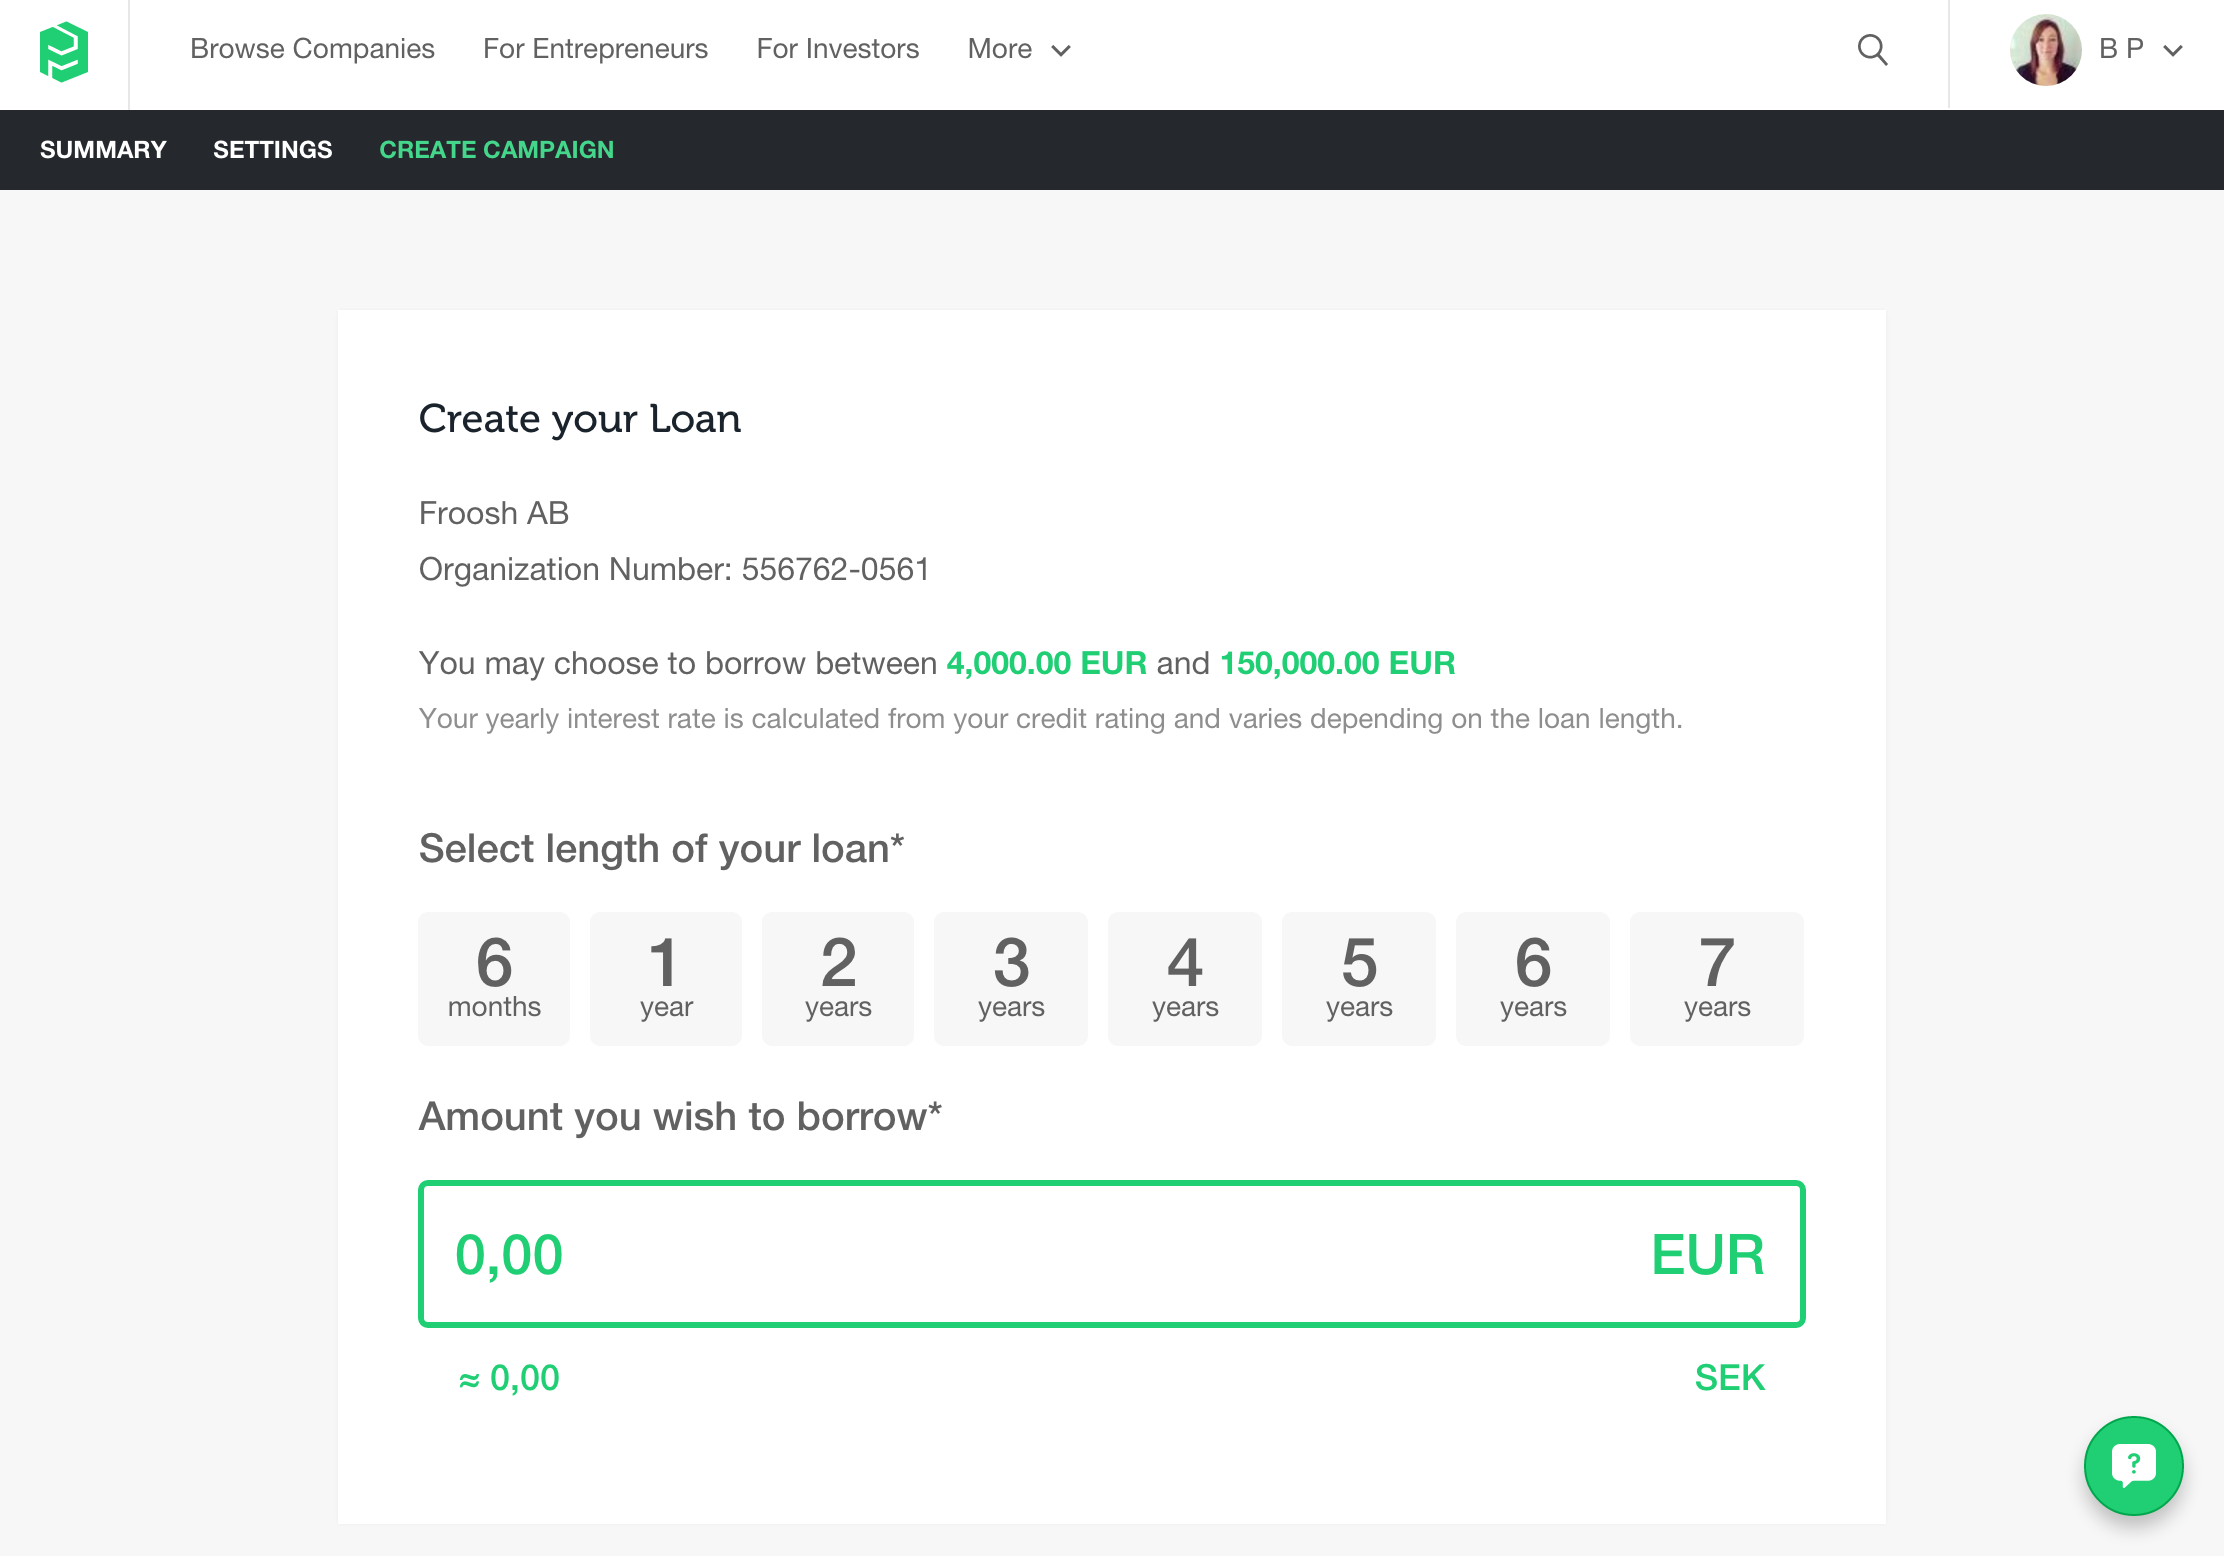 Browse Companies For Entrepreneurs For Investors More B P
SUMMARY SETTINGS CREATE CAMPAIGN
Create your Loan
Froosh AB
Organization Number: 556762-0561
You may choose to borrow between 4,000.00 EUR and 150,000.00 EUR
Your yearly interest rate is calculated from your credit rating and varies depending on the loan length.
Select length of your loan*
6 1 2 3 4 5 6 7
months year years years years years years years
Amount you wish to borrow*
0,00 EUR
≈ 0,00 SEK
?